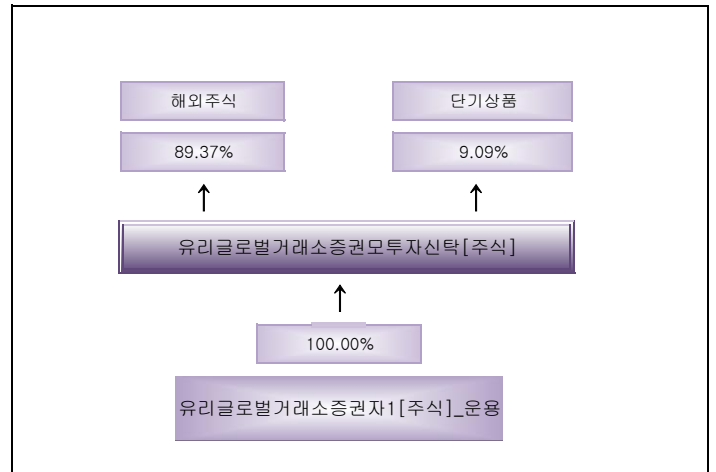 해외주식 단기상품
89.37% 9.09%
↑ ↑
유리글로벌거래소증권모투자신탁[주식]
↑
100.00%
유리글로벌거래소증권자1[주식]_운용